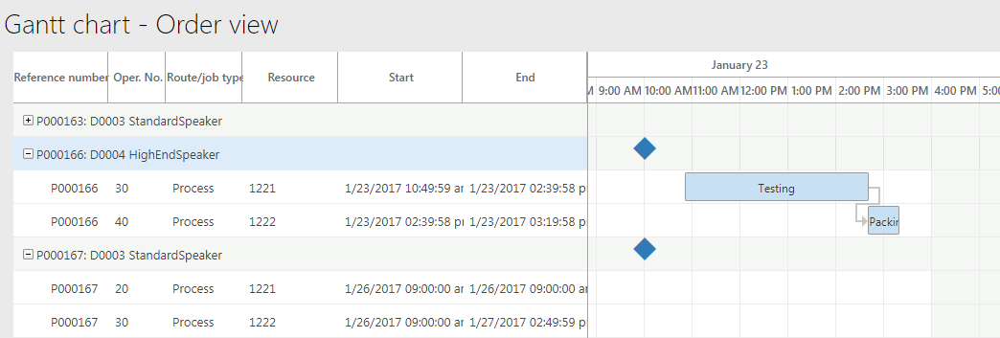 Gantt chart - Order view
January 23
Reference number Oper. No. Route/job type Resource Start End
M 9:00 AM 10:00 AM 11:00 AM 12:00 PM 1:00 PM 2:00 PM 3:00 PM 4:00 PM 5:0
P000163: D0003 StandardSpeaker
P000166: D0004 HighEndSpeaker
P000166 30 Process 1221 1/23/2017 10:49:59 am 1/23/2017 02:39:58 p Testing
P000166 40 Process 1222 1/23/2017 02:39:58 pm 1/23/2017 03:19:58 p Packin
P000167: D0003 StandardSpeaker
P000167 20 Process 1221 1/26/2017 09:00:00 am 1/26/2017 09:00:00 a
P000167 30 Process 1222 1/26/2017 09:00:00 am 1/27/2017 02:49:59 p